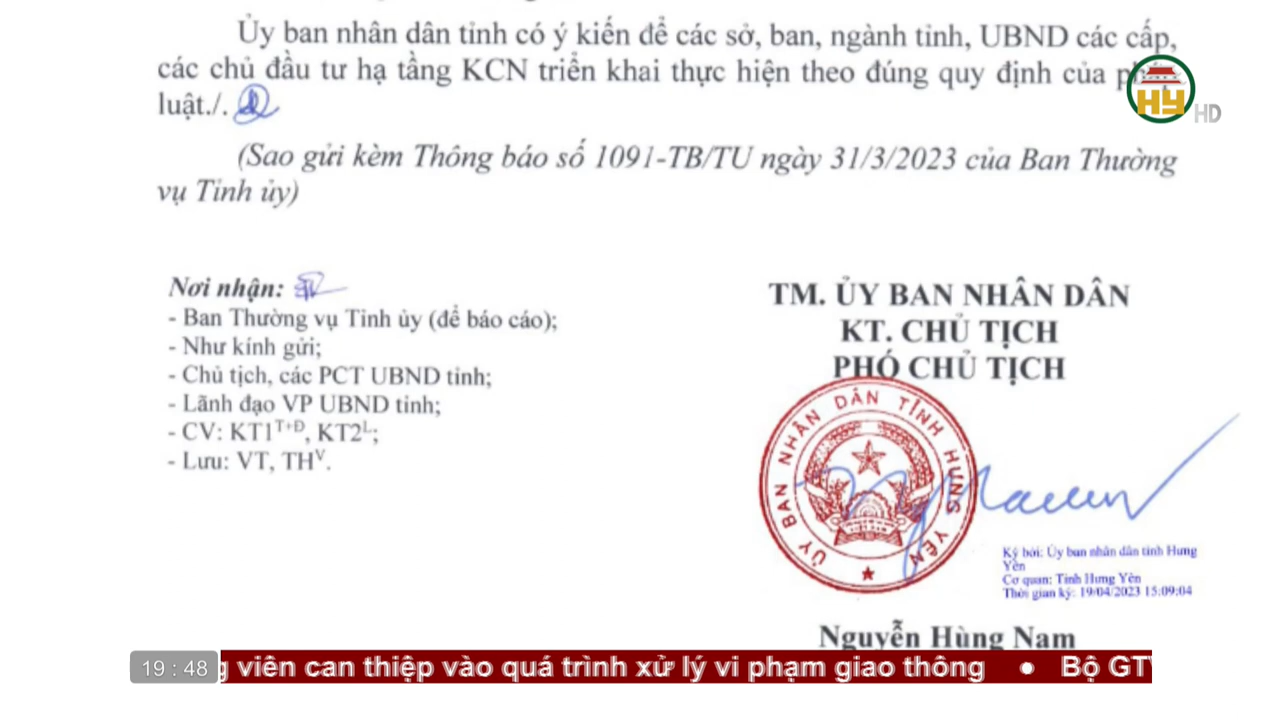 Ủy ban nhân dân tỉnh có ý kiến để các sở, ban, ngành tỉnh, UBND các cấp,
các chủ đầu tư hạ tầng KCN triển khai thực hiện theo đúng quy định của pháp
luật./.
HY HD
(Sao gửi kèm Thông báo số 1091-TB/TU ngày 31/3/2023 của Ban Thường
vụ Tỉnh ủy)
Nơi nhận:
- Ban Thường vụ Tỉnh ủy (để báo cáo);
- Như kính gửi;
- Chủ tịch, các PCT UBND tỉnh;
- Lãnh đạo VP UBND tỉnh;
- CV: KT1T+Đ, KT2L;
- Lưu: VT, THV.
TM. ỦY BAN NHÂN DÂN
KT. CHỦ TỊCH
PHÓ CHỦ TỊCH
ỦY BAN NHÂN DÂN TỈNH HƯNG YÊN
Ký bởi: Ủy ban nhân dân tỉnh Hưng
Yên
Cơ quan: Tỉnh Hưng Yên
Thời gian ký: 19/04/2023 15:09:04
Nguyễn Hùng Nam
19 : 48 g viên can thiệp vào quá trình xử lý vi phạm giao thông • Bộ GT